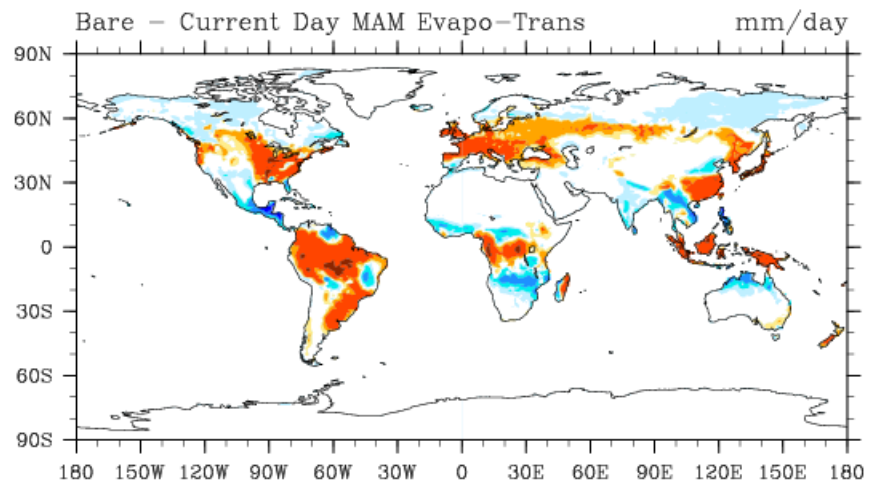 Bare − Current Day MAM Evapo−Trans mm/day
90N
60N
30N
0
30S
60S
90S
180 150W 120W 90W 60W 30W 0 30E 60E 90E 120E 150E 180